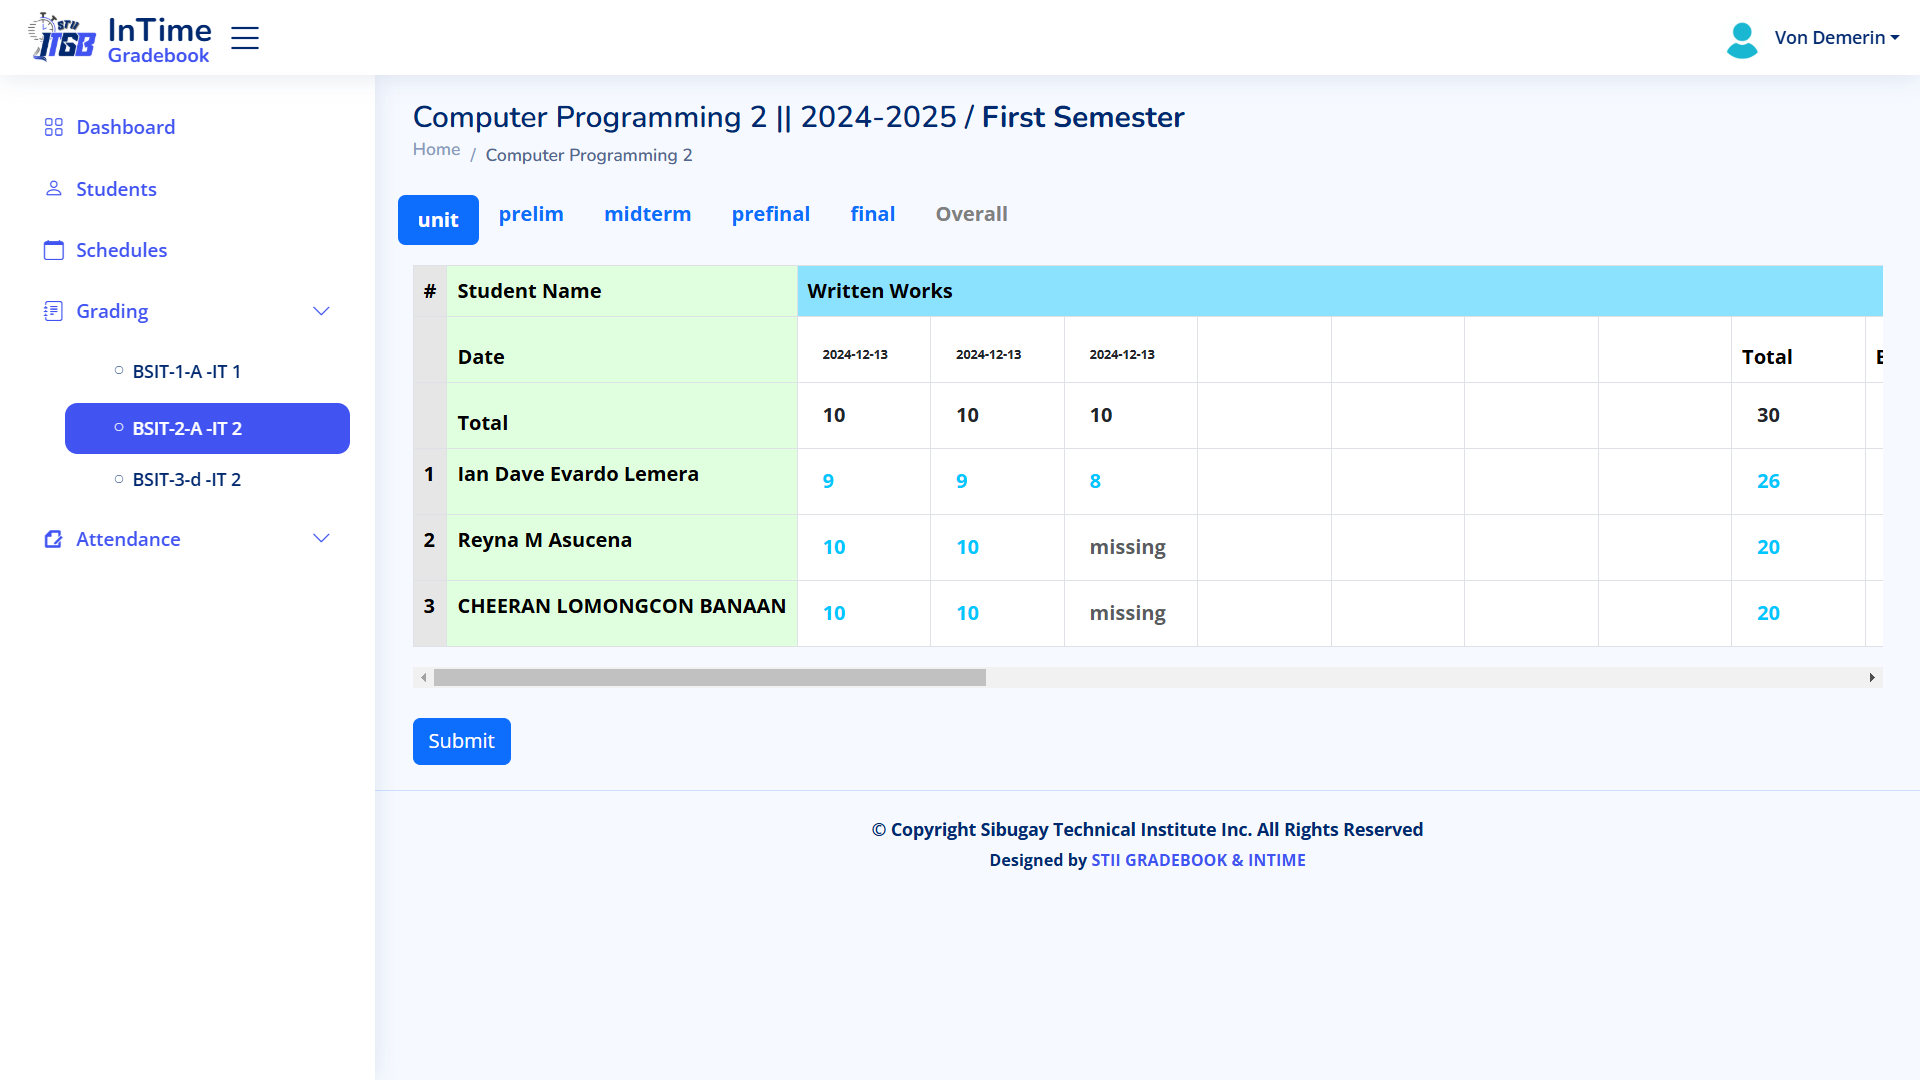 STII
ITGB
InTime
Gradebook
Von Demerin
Dashboard
Students
Schedules
Grading
BSIT-1-A -IT 1
BSIT-2-A -IT 2
BSIT-3-d -IT 2
Attendance
Computer Programming 2 || 2024-2025 / First Semester
Home / Computer Programming 2
unit prelim midterm prefinal final Overall
# Student Name Written Works
Date 2024-12-13 2024-12-13 2024-12-13 Total
Total 10 10 10 30
1 Ian Dave Evardo Lemera 9 9 8 26
2 Reyna M Asucena 10 10 missing 20
3 CHEERAN LOMONGCON BANAAN 10 10 missing 20
Submit
© Copyright Sibugay Technical Institute Inc. All Rights Reserved
Designed by STII GRADEBOOK & INTIME